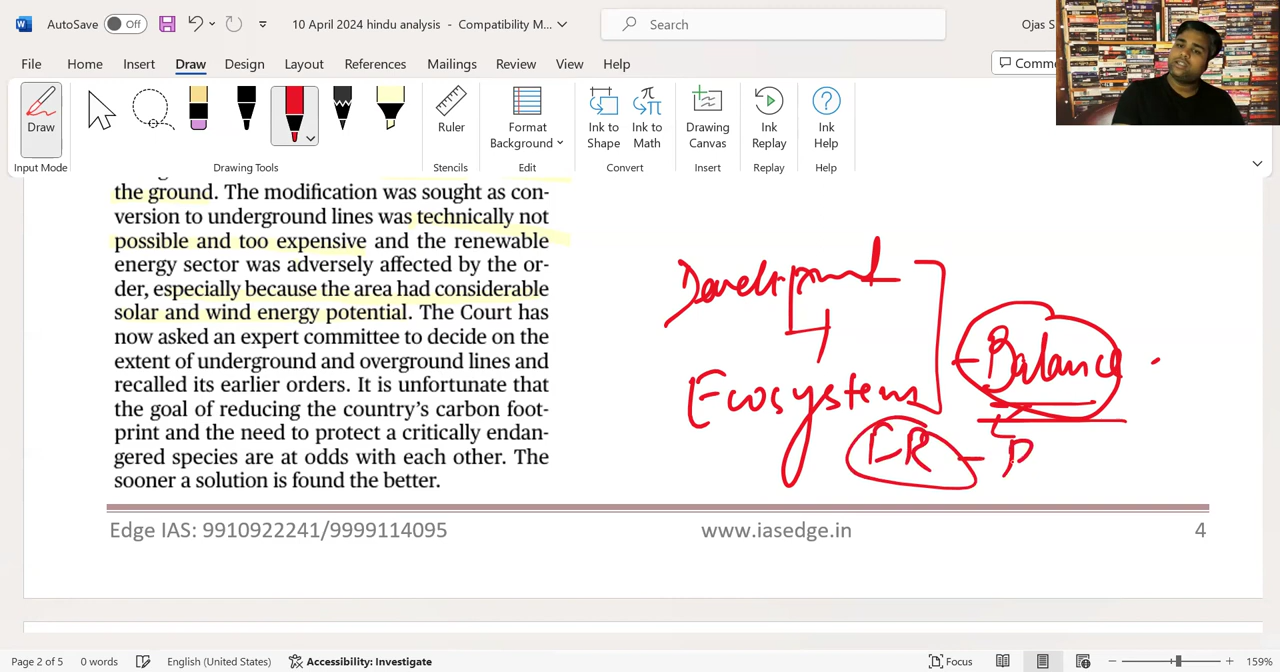 AutoSave Off 10 April 2024 hindu analysis - Compatibility M... Search Ojas S
File Home Insert Draw Design Layout References Mailings Review View Help Comme
Draw Ruler Format Background Ink to Shape Ink to Math Drawing Canvas Ink Replay Ink Help
Input Mode Drawing Tools Stencils Edit Convert Insert Replay Help
the ground. The modification was sought as con-
version to underground lines was technically not
possible and too expensive and the renewable
energy sector was adversely affected by the or-
der, especially because the area had considerable
solar and wind energy potential. The Court has
now asked an expert committee to decide on the
extent of underground and overground lines and
recalled its earlier orders. It is unfortunate that
the goal of reducing the country's carbon foot-
print and the need to protect a critically endan-
gered species are at odds with each other. The
sooner a solution is found the better.
Development
Ecosystem
Balance
P
Edge IAS: 9910922241/9999114095 www.iasedge.in 4
Page 2 of 5 0 words English (United States) Accessibility: Investigate Focus 159%